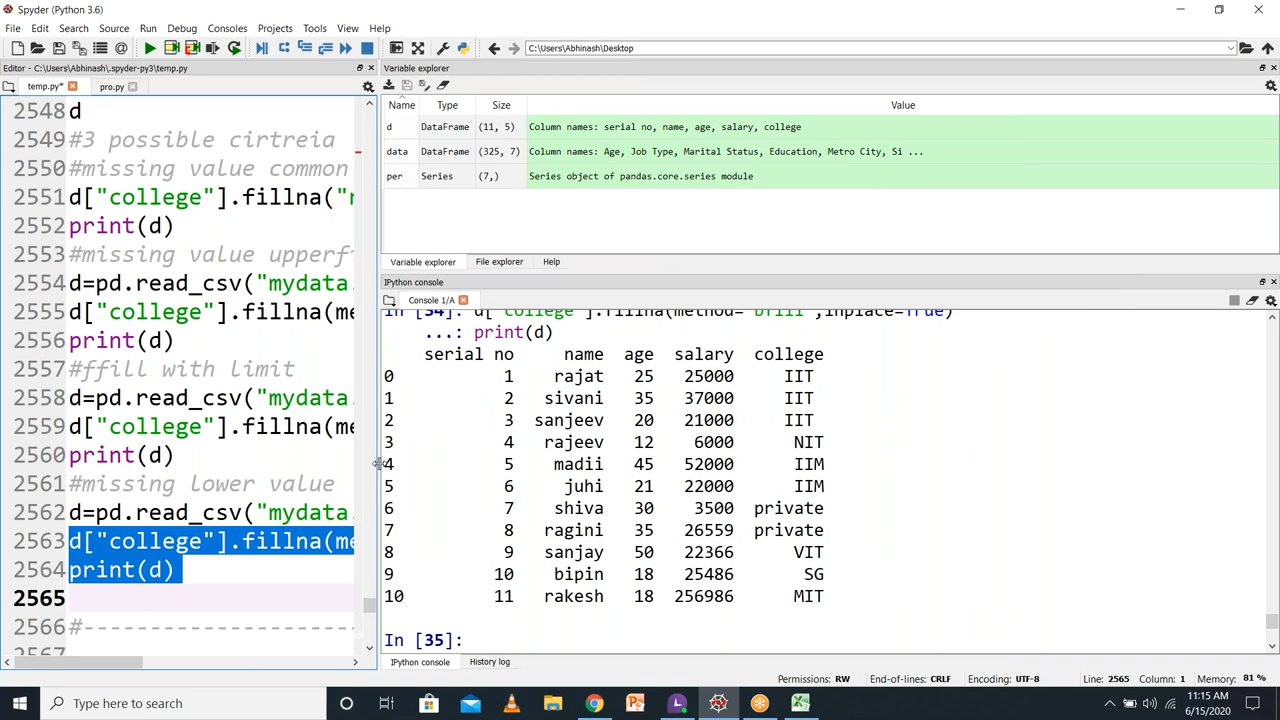 Spyder (Python 3.6)
File Edit Search Source Run Debug Consoles Projects Tools View Help
C:\Users\Abhinash\Desktop
Editor - C:\Users\Abhinash\.spyder-py3\temp.py
temp.py* pro.py
2548 d
2549 #3 possible cirtreia
2550 #missing value common
2551 d["college"].fillna("
2552 print(d)
2553 #missing value upperf
2554 d=pd.read_csv("mydata.
2555 d["college"].fillna(me
2556 print(d)
2557 #ffill with limit
2558 d=pd.read_csv("mydata.
2559 d["college"].fillna(me
2560 print(d)
2561 #missing lower value
2562 d=pd.read_csv("mydata.
2563 d["college"].fillna(me
2564 print(d)
2565
2566 #----------------------
2567
Variable explorer
Name Type Size Value
d DataFrame (11, 5) Column names: serial no, name, age, salary, college
data DataFrame (325, 7) Column names: Age, Job Type, Marital Status, Education, Metro City, Si ...
per Series (7,) Series object of pandas.core.series module
Variable explorer File explorer Help
IPython console
Console 1/A
In [34]: d["college"].fillna(method="bfill",inplace=True)
...: print(d)
serial no name age salary college
0 1 rajat 25 25000 IIT
1 2 sivani 35 37000 IIT
2 3 sanjeev 20 21000 IIT
3 4 rajeev 12 6000 NIT
4 5 madii 45 52000 IIM
5 6 juhi 21 22000 IIM
6 7 shiva 30 3500 private
7 8 ragini 35 26559 private
8 9 sanjay 50 22366 VIT
9 10 bipin 18 25486 SG
10 11 rakesh 18 256986 MIT
In [35]:
IPython console History log
Permissions: RW End-of-lines: CRLF Encoding: UTF-8 Line: 2565 Column: 1 Memory: 81 %
Type here to search
11:15 AM
6/15/2020